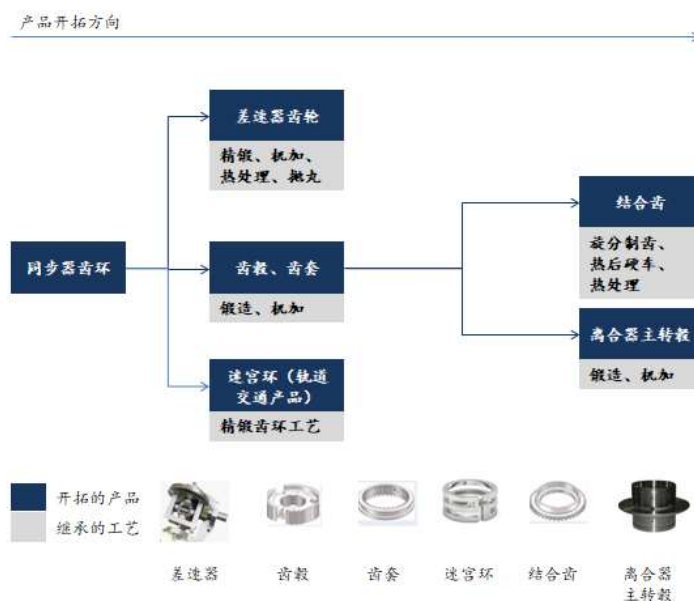 产品开拓方向
差速器齿轮
精锻、机加、
热处理、抛丸
结合齿
旋分制齿、
热后硬车、
热处理
同步器齿环
齿毂、齿套
锻造、机加
离合器主转毂
锻造、机加
迷宫环（轨道
交通产品）
精锻齿环工艺
开拓的产品
继承的工艺
差速器
齿毂
齿套
迷宫环
结合齿
离合器
主转毂